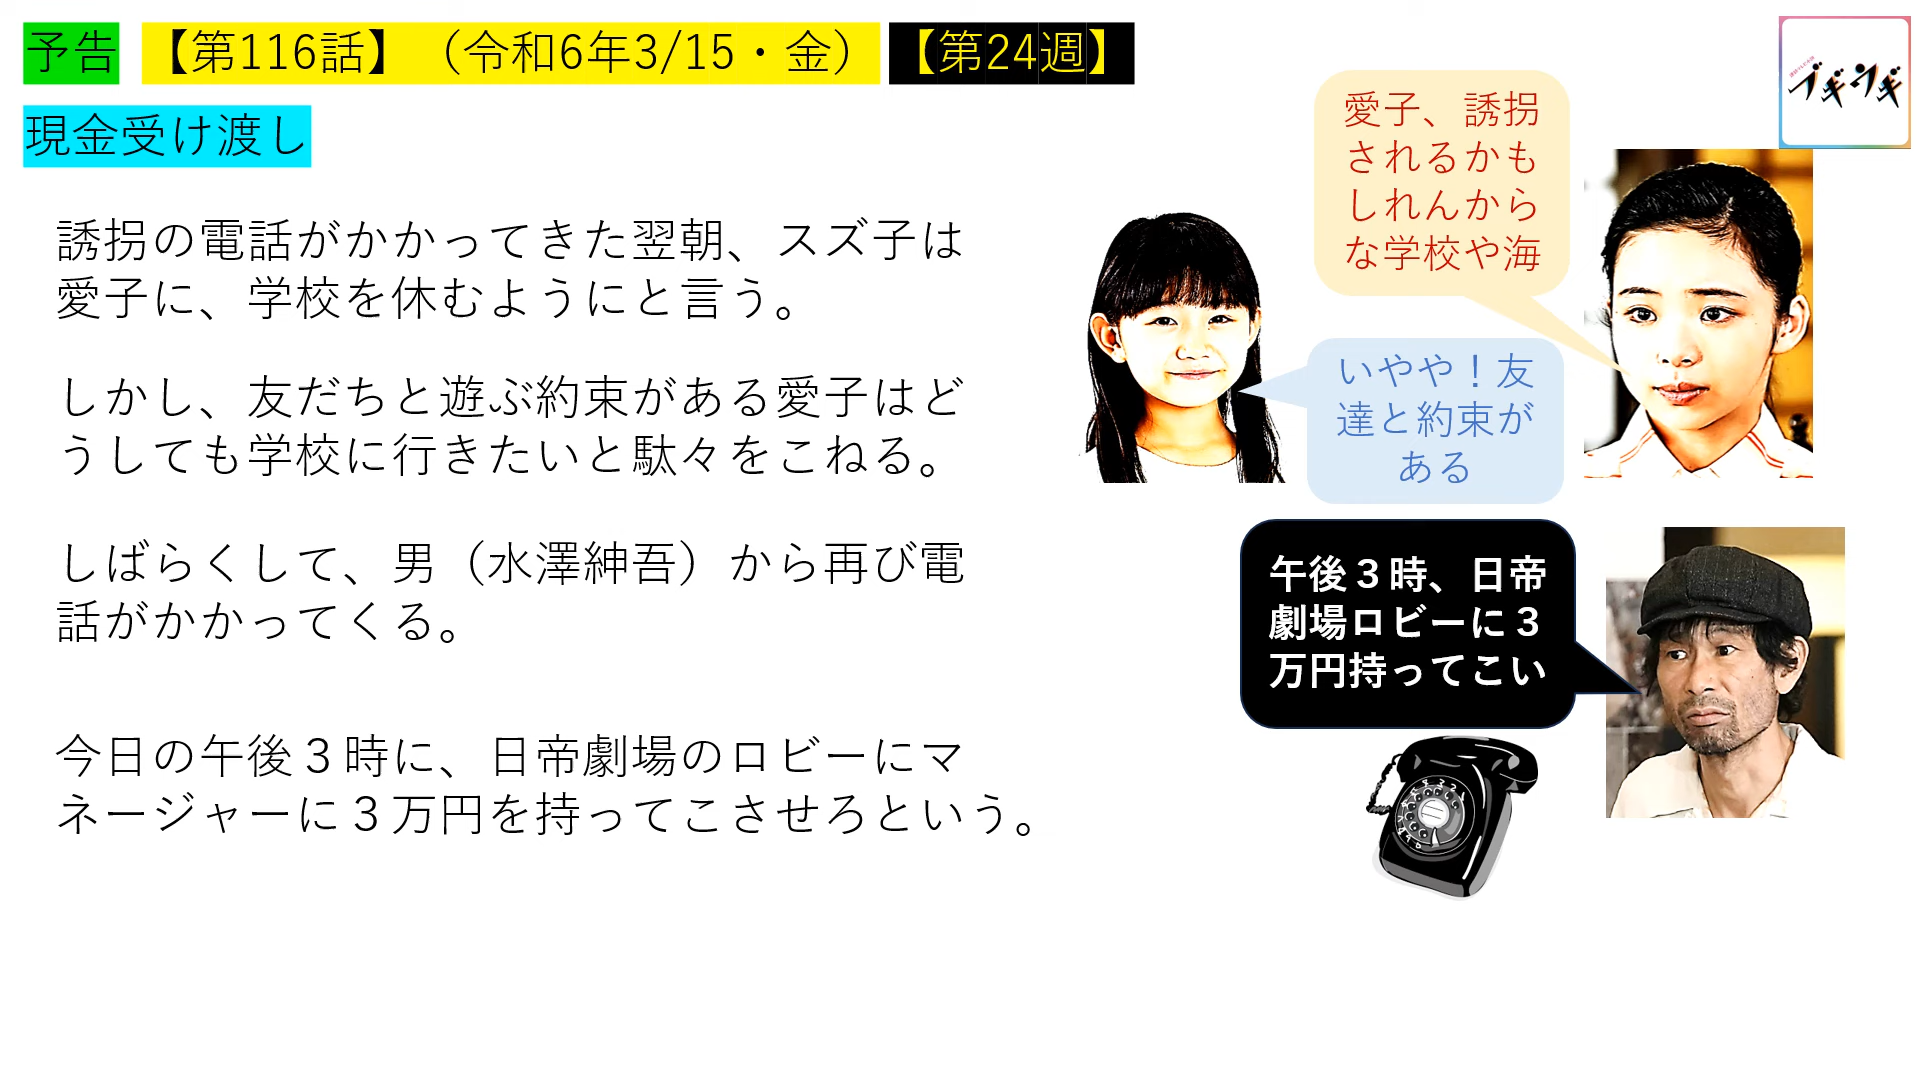 予告 【第116話】（令和6年3/15・金） 【第24週】
現金受け渡し
ブギウギ
誘拐の電話がかかってきた翌朝、スズ子は
愛子に、学校を休むようにと言う。
しかし、友だちと遊ぶ約束がある愛子はど
うしても学校に行きたいと駄々をこねる。
しばらくして、男（水澤紳吾）から再び電
話がかかってくる。
今日の午後３時に、日帝劇場のロビーにマ
ネージャーに３万円を持ってこさせろという。
愛子、誘拐
されるかも
しれんから
な学校や海
いやや！友
達と約束が
ある
午後３時、日帝
劇場ロビーに３
万円持ってこい